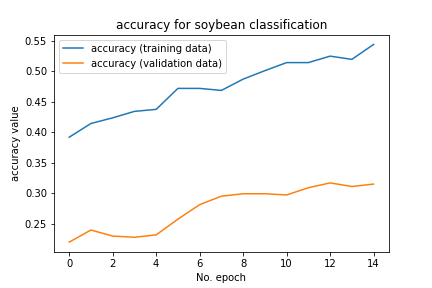 accuracy for soybean classification
accuracy (training data)
accuracy (validation data)
accuracy value
0.55
0.50
0.45
0.40
0.35
0.30
0.25
0 2 4 6 8 10 12 14
No. epoch